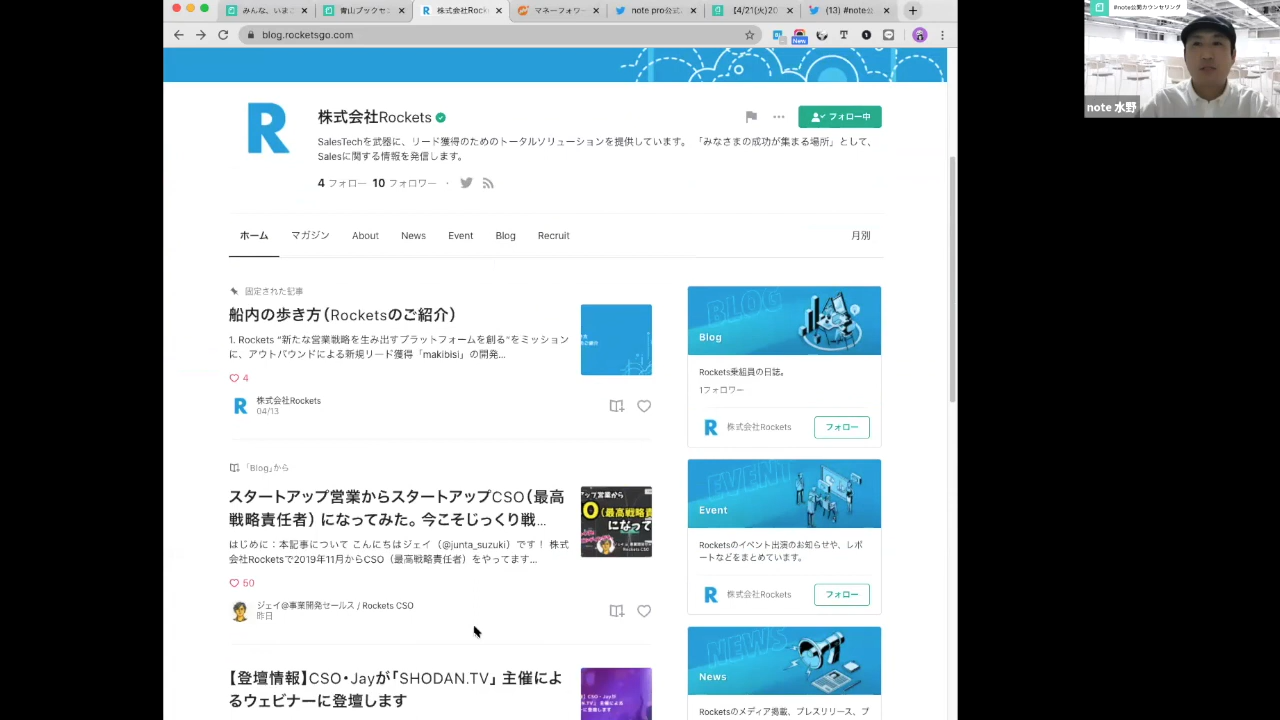 みんな、いまこ
青山ブックセン
株式会社Rock
マネーフォワー
note pro公式
[4/21(火)20
(13) #note公
#note公開カウンセリング
blog.rocketsgo.com
New
note 水野
株式会社Rockets
フォロー中
SalesTechを武器に、リード獲得のためのトータルソリューションを提供しています。 「みなさまの成功が集まる場所」として、
Salesに関する情報を発信します。
4 フォロー 10 フォロワー
ホーム マガジン About News Event Blog Recruit 月別
固定された記事
船内の歩き方（Rocketsのご紹介）
1. Rockets “新たな営業戦略を生み出すプラットフォームを創る”をミッション
に、アウトバウンドによる新規リード獲得「makibisi」の開発...
4
株式会社Rockets
04/13
BLOG
Blog
Rockets乗組員の日誌。
1フォロワー
株式会社Rockets
フォロー
「Blog」から
スタートアップ営業からスタートアップCSO（最高
戦略責任者）になってみた。今こそじっくり戦...
はじめに：本記事について こんにちはジェイ（@junta_suzuki）です！ 株式
会社Rocketsで2019年11月からCSO（最高戦略責任者）をやってます...
50
ジェイ@事業開発セールス / Rockets CSO
昨日
EVENT
Event
Rocketsのイベント出演のお知らせや、レポ
ートなどをまとめています。
株式会社Rockets
フォロー
【登壇情報】CSO・Jayが「SHODAN.TV」 主催によ
るウェビナーに登壇します
NEWS
News
Rocketsのメディア掲載、プレスリリース、プ